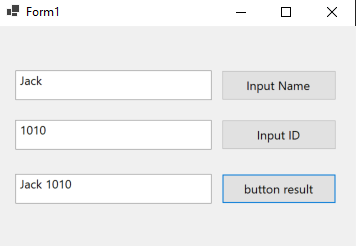 Form1
Jack
Input Name
1010
Input ID
Jack 1010
button result